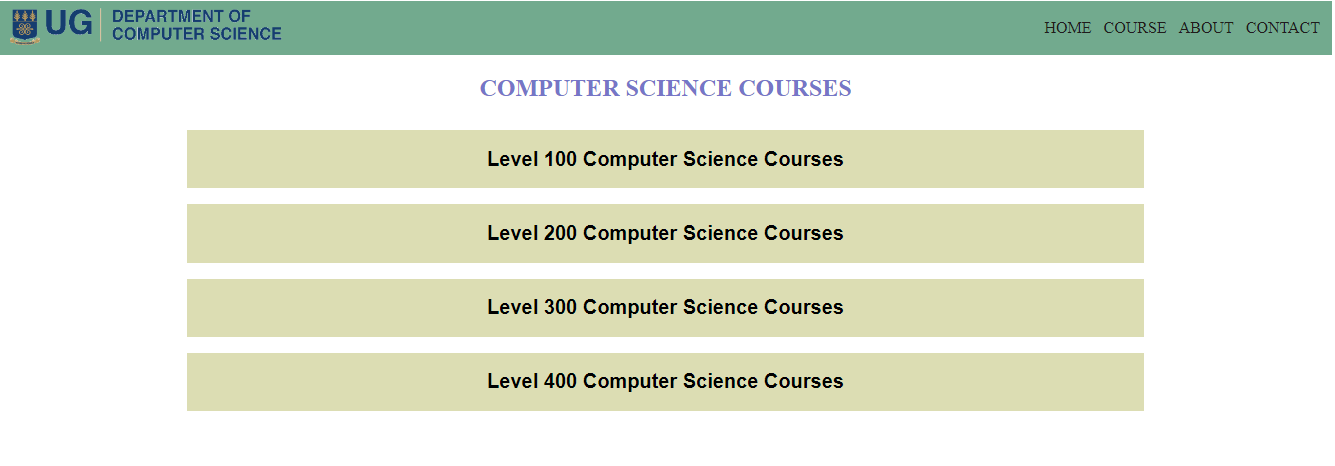 UG
DEPARTMENT OF
COMPUTER SCIENCE
HOME COURSE ABOUT CONTACT
COMPUTER SCIENCE COURSES
Level 100 Computer Science Courses
Level 200 Computer Science Courses
Level 300 Computer Science Courses
Level 400 Computer Science Courses